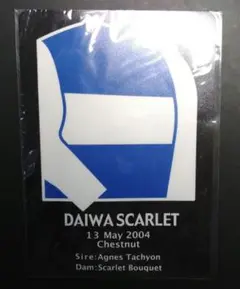 DAIWA SCARLET
13 May 2004
Chestnut
Sire:Agnes Tachyon
Dam:Scarlet Bouquet